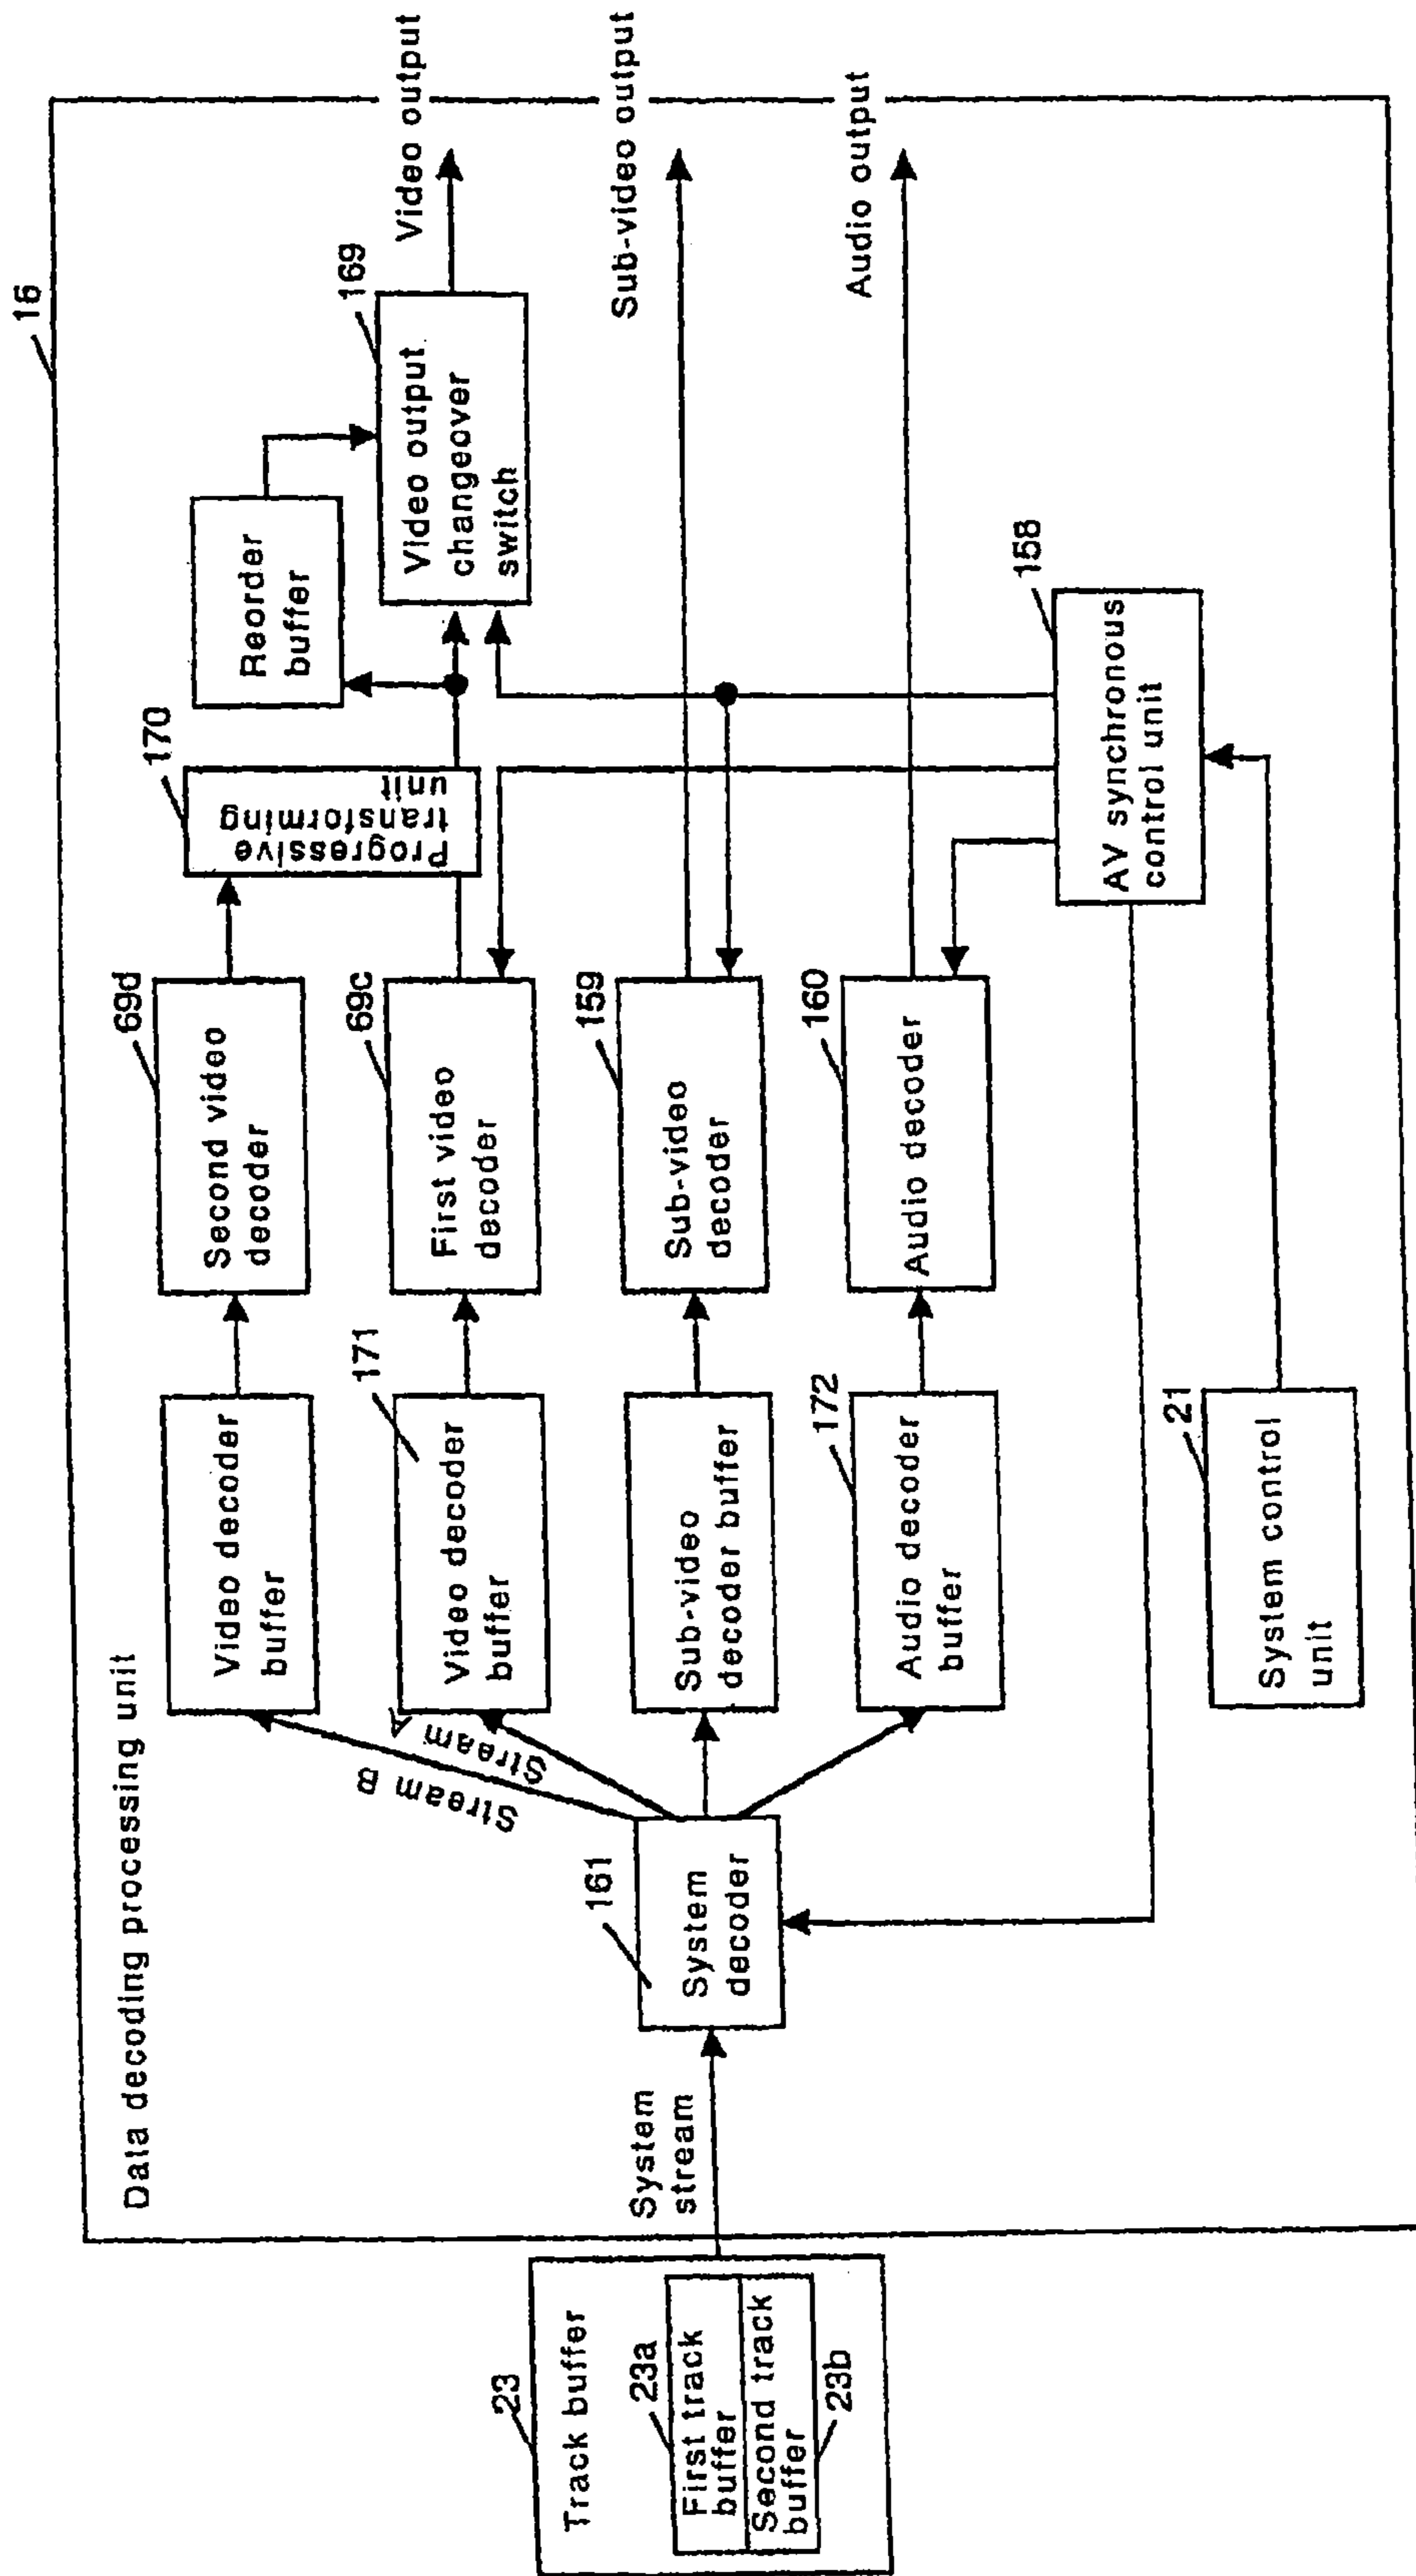 16
Data decoding processing unit
23
Track buffer
23a
First track
buffer
Second track
buffer
23b
System
stream
161
System
decoder
Stream B
Stream A
Video decoder
buffer
171
Video decoder
buffer
Sub-video
decoder buffer
172
Audio decoder
buffer
21
System control
unit
69d
Second video
decoder
69c
First video
decoder
159
Sub-video
decoder
160
Audio decoder
170
Progressive
transforming
unit
Reorder
buffer
158
AV synchronous
control unit
169
Video output
changeover
switch
Video output
Sub-video output
Audio output